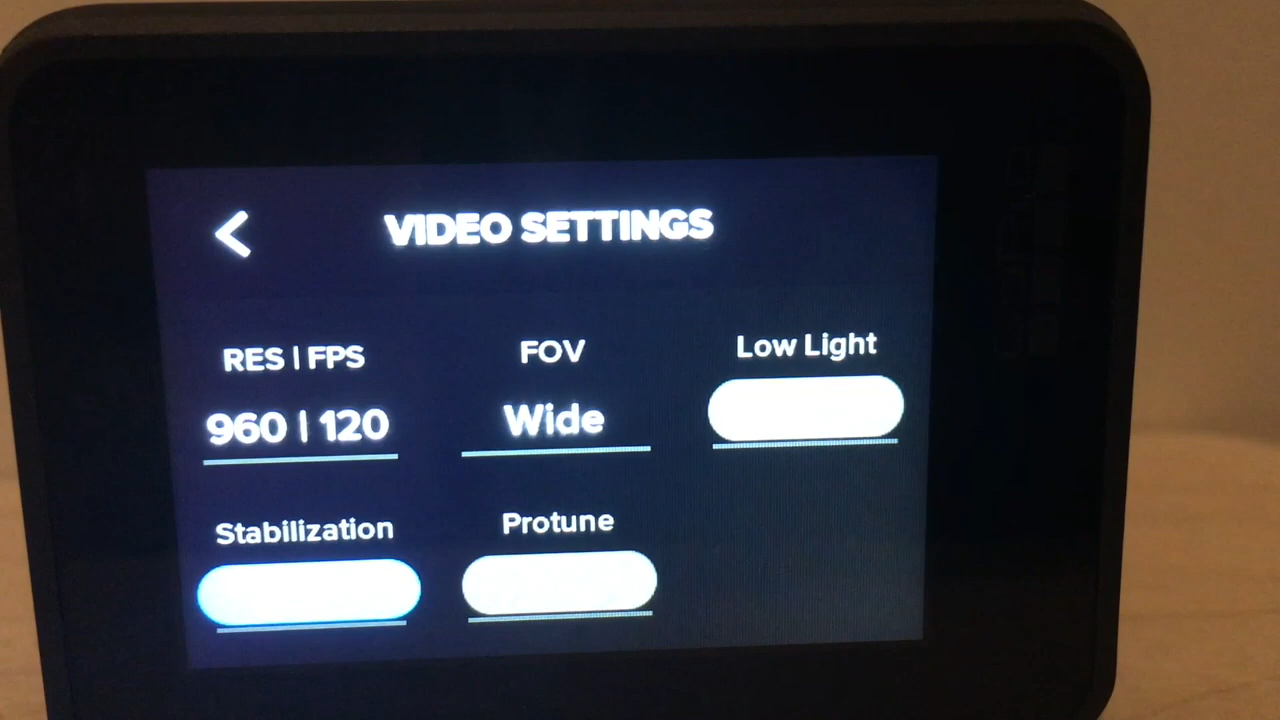 VIDEO SETTINGS
RES | FPS
FOV
Low Light
960 | 120
Wide
Stabilization
Protune